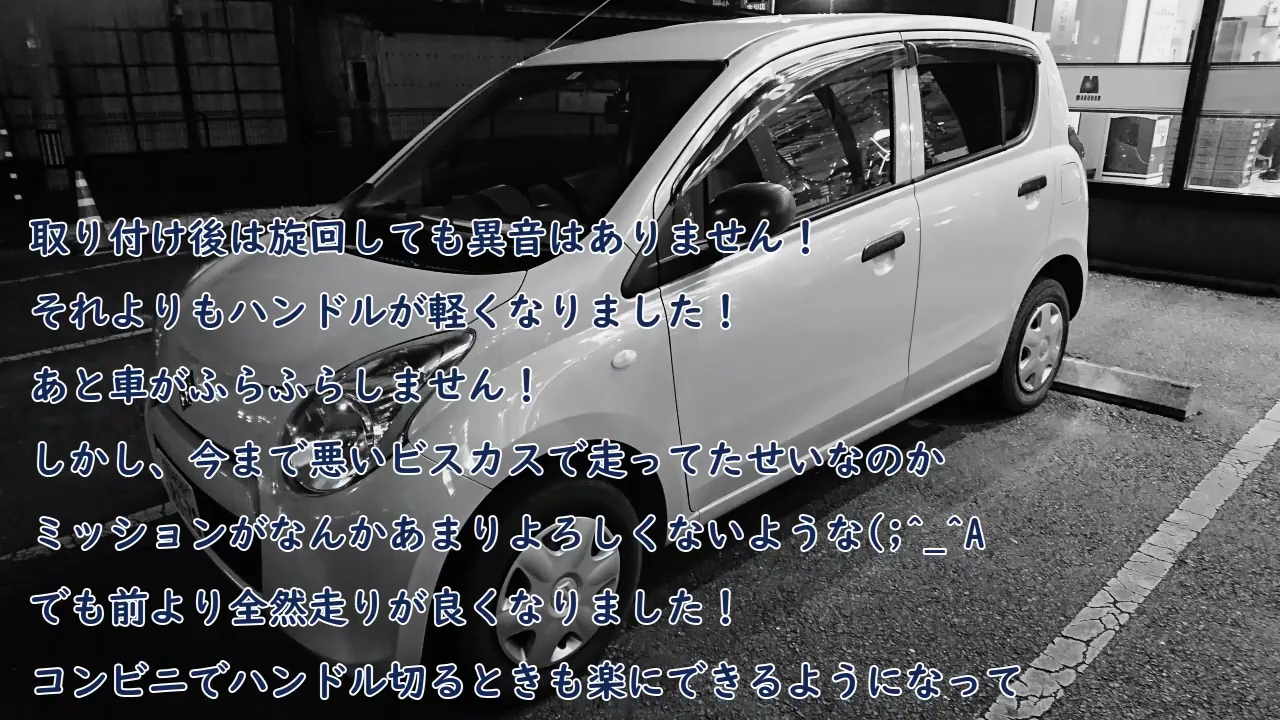 MARUHAN
取り付け後は旋回しても異音はありません！
それよりもハンドルが軽くなりました！
あと車がふらふらしません！
しかし、今まで悪いビスカスで走ってたせいなのか
ミッションがなんかあまりよろしくないような(;^_^A
でも前より全然走りが良くなりました！
コンビニでハンドル切るときも楽にできるようになって